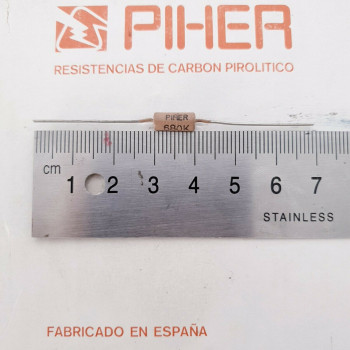 PIHER
RESISTENCIAS DE CARBON PIROLITICO
PIHER
680K
cm 1 2 3 4 5 6 7
STAINLESS
FABRICADO EN ESPAÑA